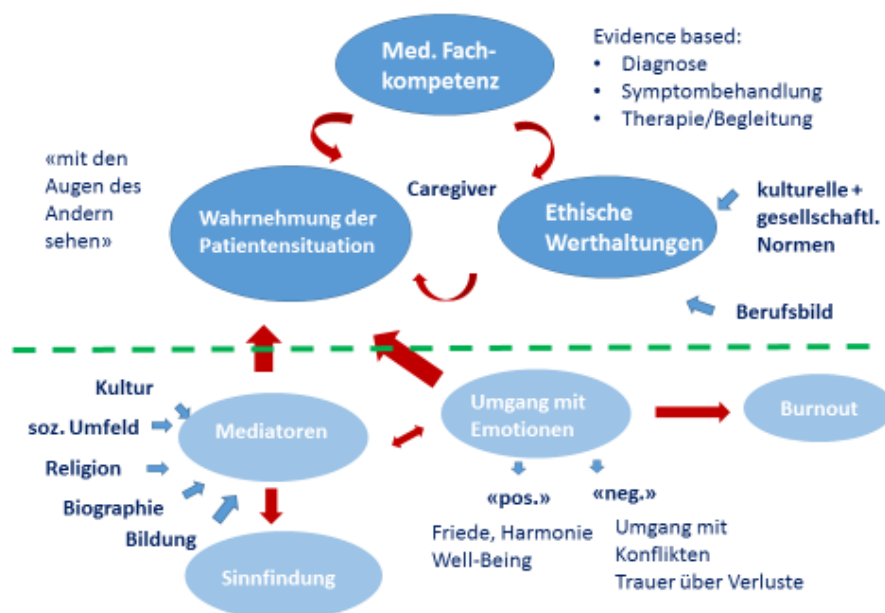 Med. Fach-
kompetenz
Evidence based:
• Diagnose
• Symptombehandlung
• Therapie/Begleitung
«mit den
Augen des
Andern
sehen»
Wahrnehmung der
Patientensituation
Caregiver
Ethische
Werthaltungen
kulturelle +
gesellschaftl.
Normen
Berufsbild
Kultur
soz. Umfeld
Religion
Biographie
Bildung
Mediatoren
Umgang mit
Emotionen
Burnout
«pos.»
«neg.»
Friede, Harmonie
Well-Being
Umgang mit
Konflikten
Trauer über Verluste
Sinnfindung